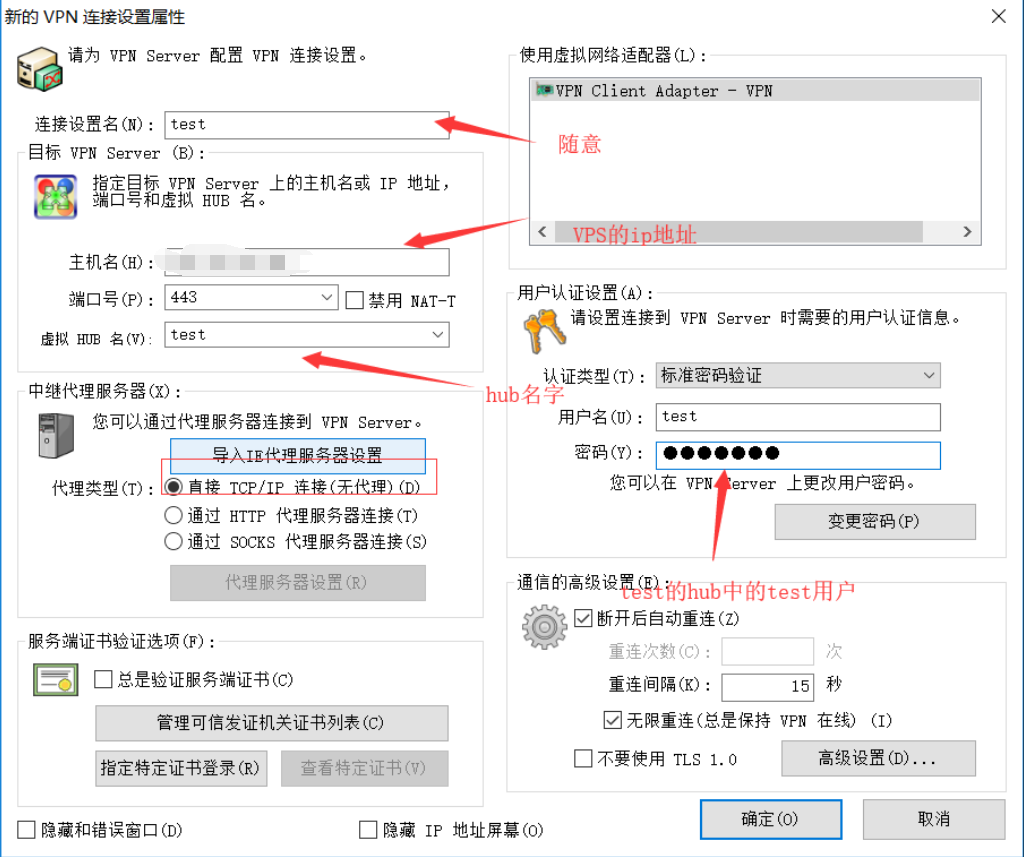 新的 VPN 连接设置属性
请为 VPN Server 配置 VPN 连接设置。
连接设置名(N): test
目标 VPN Server (B):
指定目标 VPN Server 上的主机名或 IP 地址,
端口号和虚拟 HUB 名。
主机名(H):
端口号(P): 443 禁用 NAT-T
虚拟 HUB 名(V): test
中继代理服务器(X):
您可以通过代理服务器连接到 VPN Server。
导入IE代理服务器设置
代理类型(T): 直接 TCP/IP 连接(无代理)(D)
通过 HTTP 代理服务器连接(T)
通过 SOCKS 代理服务器连接(S)
代理服务器设置(R)
服务端证书验证选项(F):
总是验证服务端证书(C)
管理可信发证机关证书列表(C)
指定特定证书登录(R) 查看特定证书(V)
隐藏和错误窗口(D)
隐藏 IP 地址屏幕(O)
使用虚拟网络适配器(L):
VPN Client Adapter - VPN
随意
VPS的ip地址
hub名字
用户认证设置(A):
请设置连接到 VPN Server 时需要的用户认证信息。
认证类型(T): 标准密码验证
用户名(U): test
密码(Y): ●●●●●●●
您可以在 VPN Server 上更改用户密码。
变更密码(P)
通信的高级设置(E):
test的hub中的test用户
断开后自动重连(Z)
重连次数(C): 次
重连间隔(K): 15 秒
无限重连(总是保持 VPN 在线) (I)
不要使用 TLS 1.0 高级设置(D)...
确定(O) 取消